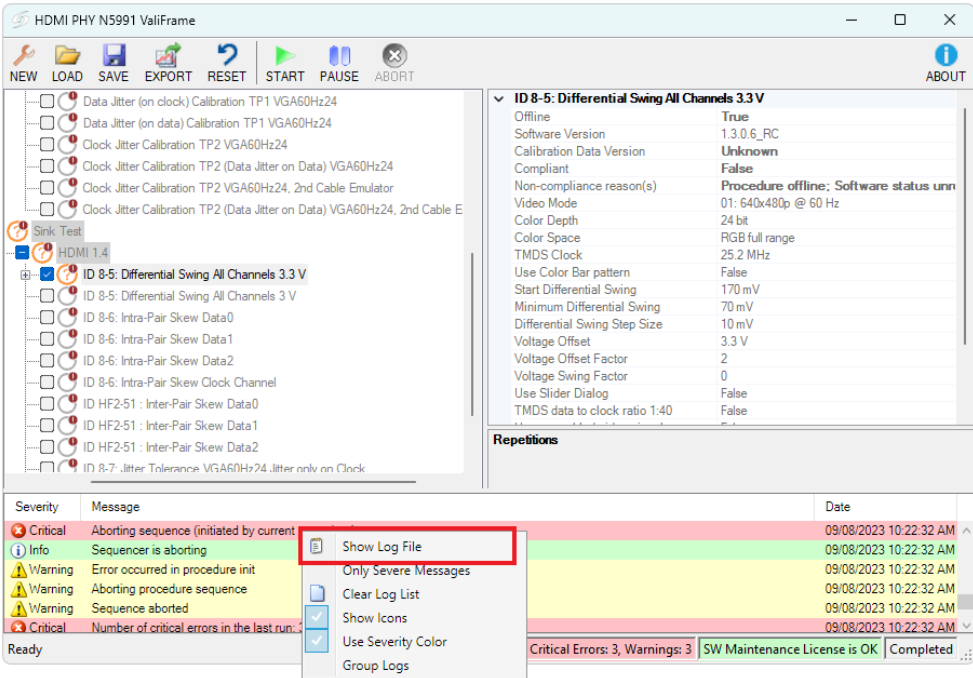 HDMI PHY N5991 ValiFrame
NEW LOAD SAVE EXPORT RESET START PAUSE ABORT ABOUT
Data Jitter (on clock) Calibration TP1 VGA60Hz24
Data Jitter (on data) Calibration TP1 VGA60Hz24
Clock Jitter Calibration TP2 VGA60Hz24
Clock Jitter Calibration TP2 (Data Jitter on Data) VGA60Hz24
Clock Jitter Calibration TP2 VGA60Hz24, 2nd Cable Emulator
Clock Jitter Calibration TP2 (Data Jitter on Data) VGA60Hz24, 2nd Cable E
Sink Test
HDMI 1.4
ID 8-5: Differential Swing All Channels 3.3 V
ID 8-5: Differential Swing All Channels 3 V
ID 8-6: Intra-Pair Skew Data0
ID 8-6: Intra-Pair Skew Data1
ID 8-6: Intra-Pair Skew Data2
ID 8-6: Intra-Pair Skew Clock Channel
ID HF2-51 : Inter-Pair Skew Data0
ID HF2-51 : Inter-Pair Skew Data1
ID HF2-51 : Inter-Pair Skew Data2
ID 8-7: Jitter Tolerance VGA60Hz24 Jitter only on Clock
ID 8-5: Differential Swing All Channels 3.3 V
Offline True
Software Version 1.3.0.6_RC
Calibration Data Version Unknown
Compliant False
Non-compliance reason(s) Procedure offline; Software status unre
Video Mode 01: 640x480p @ 60 Hz
Color Depth 24 bit
Color Space RGB full range
TMDS Clock 25.2 MHz
Use Color Bar pattern False
Start Differential Swing 170 mV
Minimum Differential Swing 70 mV
Differential Swing Step Size 10 mV
Voltage Offset 3.3 V
Voltage Offset Factor 2
Voltage Swing Factor 0
Use Slider Dialog False
TMDS data to clock ratio 1:40 False
Repetitions
Severity Message Date
Critical Aborting sequence (initiated by current 09/08/2023 10:22:32 AM
Info Sequencer is aborting 09/08/2023 10:22:32 AM
Warning Error occurred in procedure init 09/08/2023 10:22:32 AM
Warning Aborting procedure sequence 09/08/2023 10:22:32 AM
Warning Sequence aborted 09/08/2023 10:22:32 AM
Critical Number of critical errors in the last run: 09/08/2023 10:22:32 AM
Show Log File
Only Severe Messages
Clear Log List
Show Icons
Use Severity Color
Group Logs
Ready Critical Errors: 3, Warnings: 3 SW Maintenance License is OK Completed